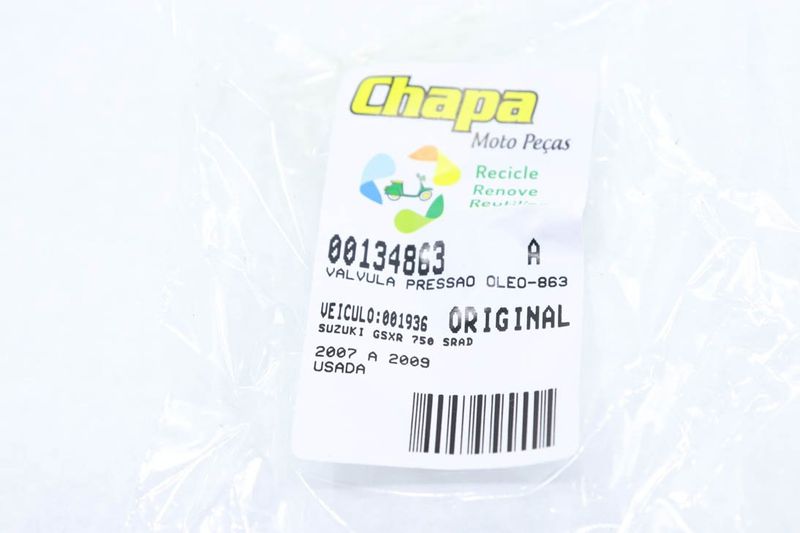 Chapa
Moto Peças
Recicle
Renove
00134863 A
VALVULA PRESSAO OLEO-863
VEICULO:001936 ORIGINAL
SUZUKI GSXR 750 SRAD
2007 A 2009
USADA